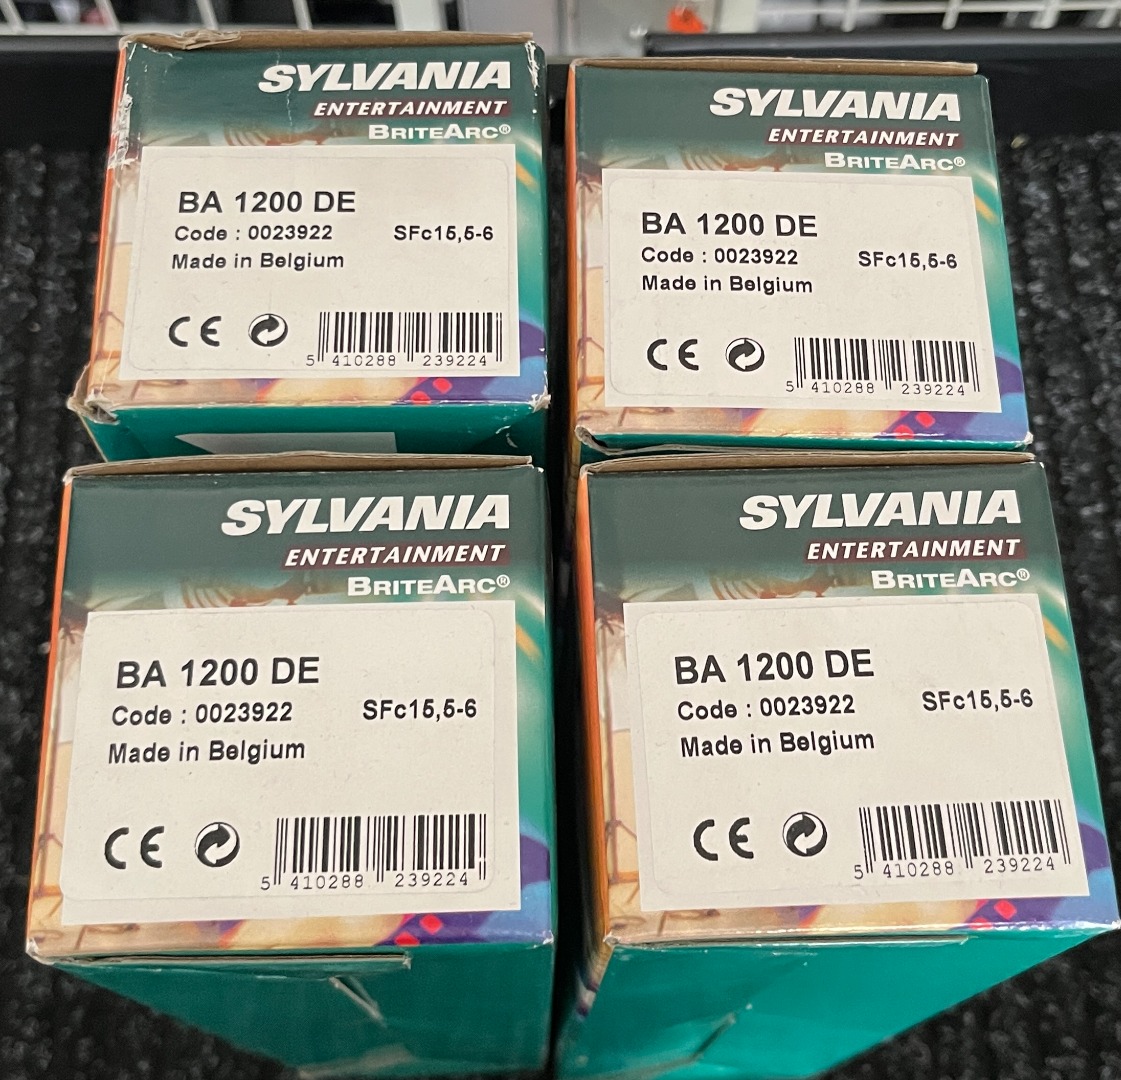 SYLVANIA
ENTERTAINMENT
BRITEARC®
BA 1200 DE
Code : 0023922 SFc15,5-6
Made in Belgium
CE
5 410288 239224
SYLVANIA
ENTERTAINMENT
BRITEARC®
BA 1200 DE
Code : 0023922 SFc15,5-6
Made in Belgium
CE
5 410288 239224
SYLVANIA
ENTERTAINMENT
BRITEARC®
BA 1200 DE
Code : 0023922 SFc15,5-6
Made in Belgium
CE
5 410288 239224
SYLVANIA
ENTERTAINMENT
BRITEARC®
BA 1200 DE
Code : 0023922 SFc15,5-6
Made in Belgium
CE
5 410288 239224